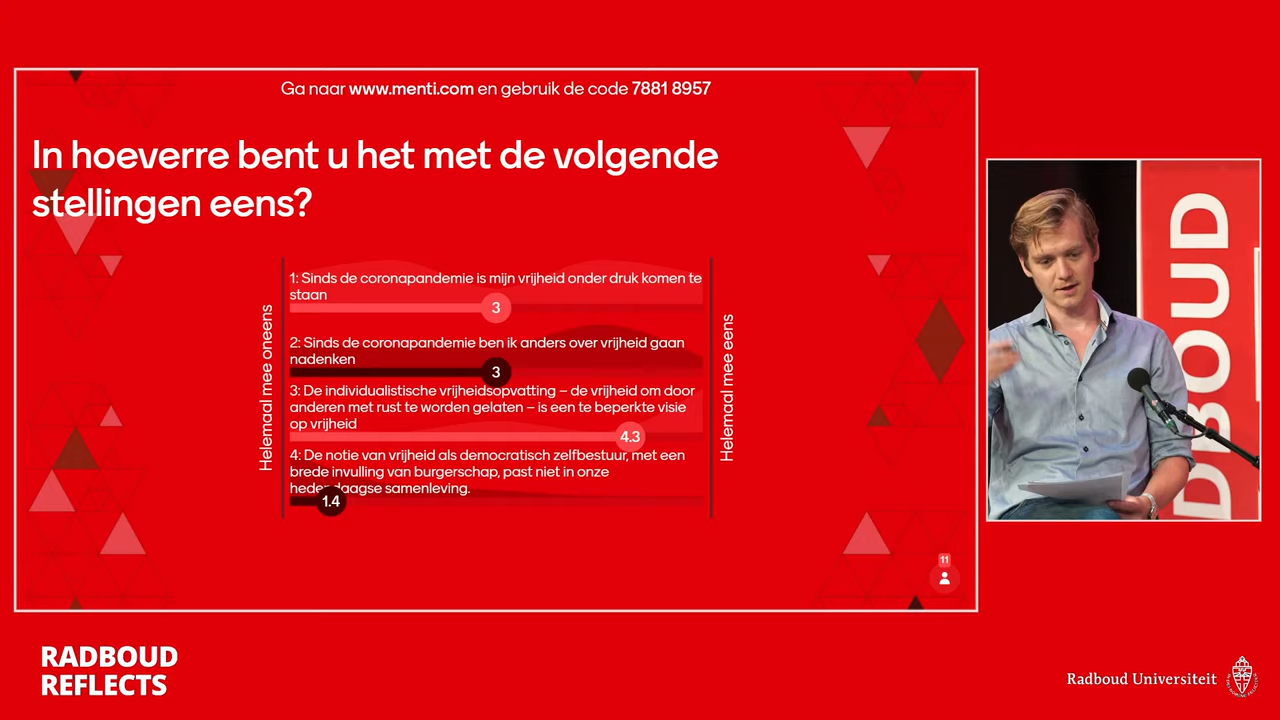 Ga naar www.menti.com en gebruik de code 7881 8957
In hoeverre bent u het met de volgende
stellingen eens?
Helemaal mee oneens
1: Sinds de coronapandemie is mijn vrijheid onder druk komen te
staan
3
2: Sinds de coronapandemie ben ik anders over vrijheid gaan
nadenken
3
3: De individualistische vrijheidsopvatting – de vrijheid om door
anderen met rust te worden gelaten – is een te beperkte visie
op vrijheid
4.3
4: De notie van vrijheid als democratisch zelfbestuur, met een
brede invulling van burgerschap, past niet in onze
hedendaagse samenleving.
1.4
Helemaal mee eens
11
DBOUD
RADBOUD
REFLECTS
Radboud Universiteit